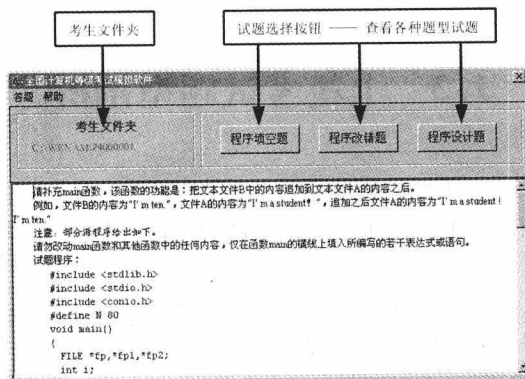 考生文件夹
试题选择按钮 —— 查看各种题型试题
全国计算机等级考试模拟软件
答题 帮助
考生文件夹
程序填空题 程序改错题 程序设计题
请补充main函数，该函数的功能是：把文本文件B中的内容追加到文本文件A的内容之后。
例如，文件B的内容为"I'm ten."，文件A的内容为"I'm a student!"，追加之后文件A的内容为"I'm a student!
I'm ten."
注意：部分源程序给出如下。
请勿改动main函数和其他函数中的任何内容，仅在函数main的横线上填入所编写的若干表达式或语句。
试题程序：
#include <stdlib.h>
#include <stdio.h>
#include <conio.h>
#define N 80
void main()
{
FILE *fp,*fp1,*fp2;
int i;